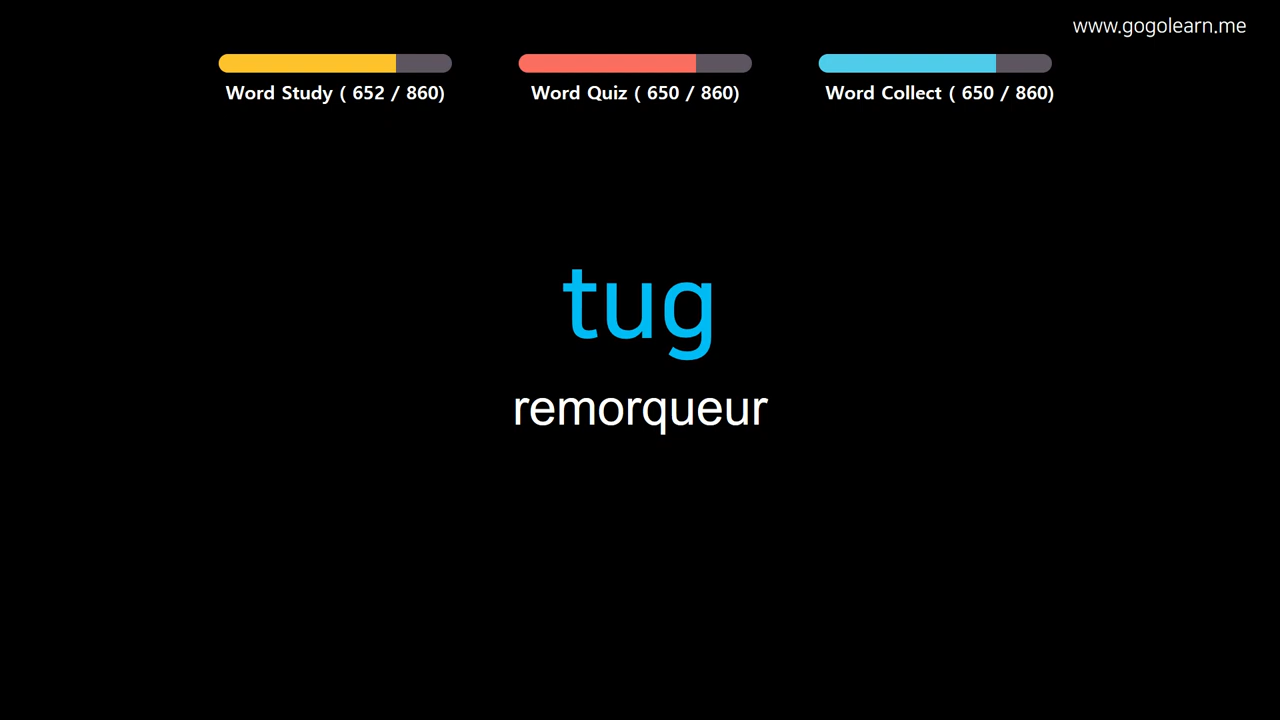 www.gogolearn.me
Word Study ( 652 / 860)
Word Quiz ( 650 / 860)
Word Collect ( 650 / 860)
tug
remorqueur